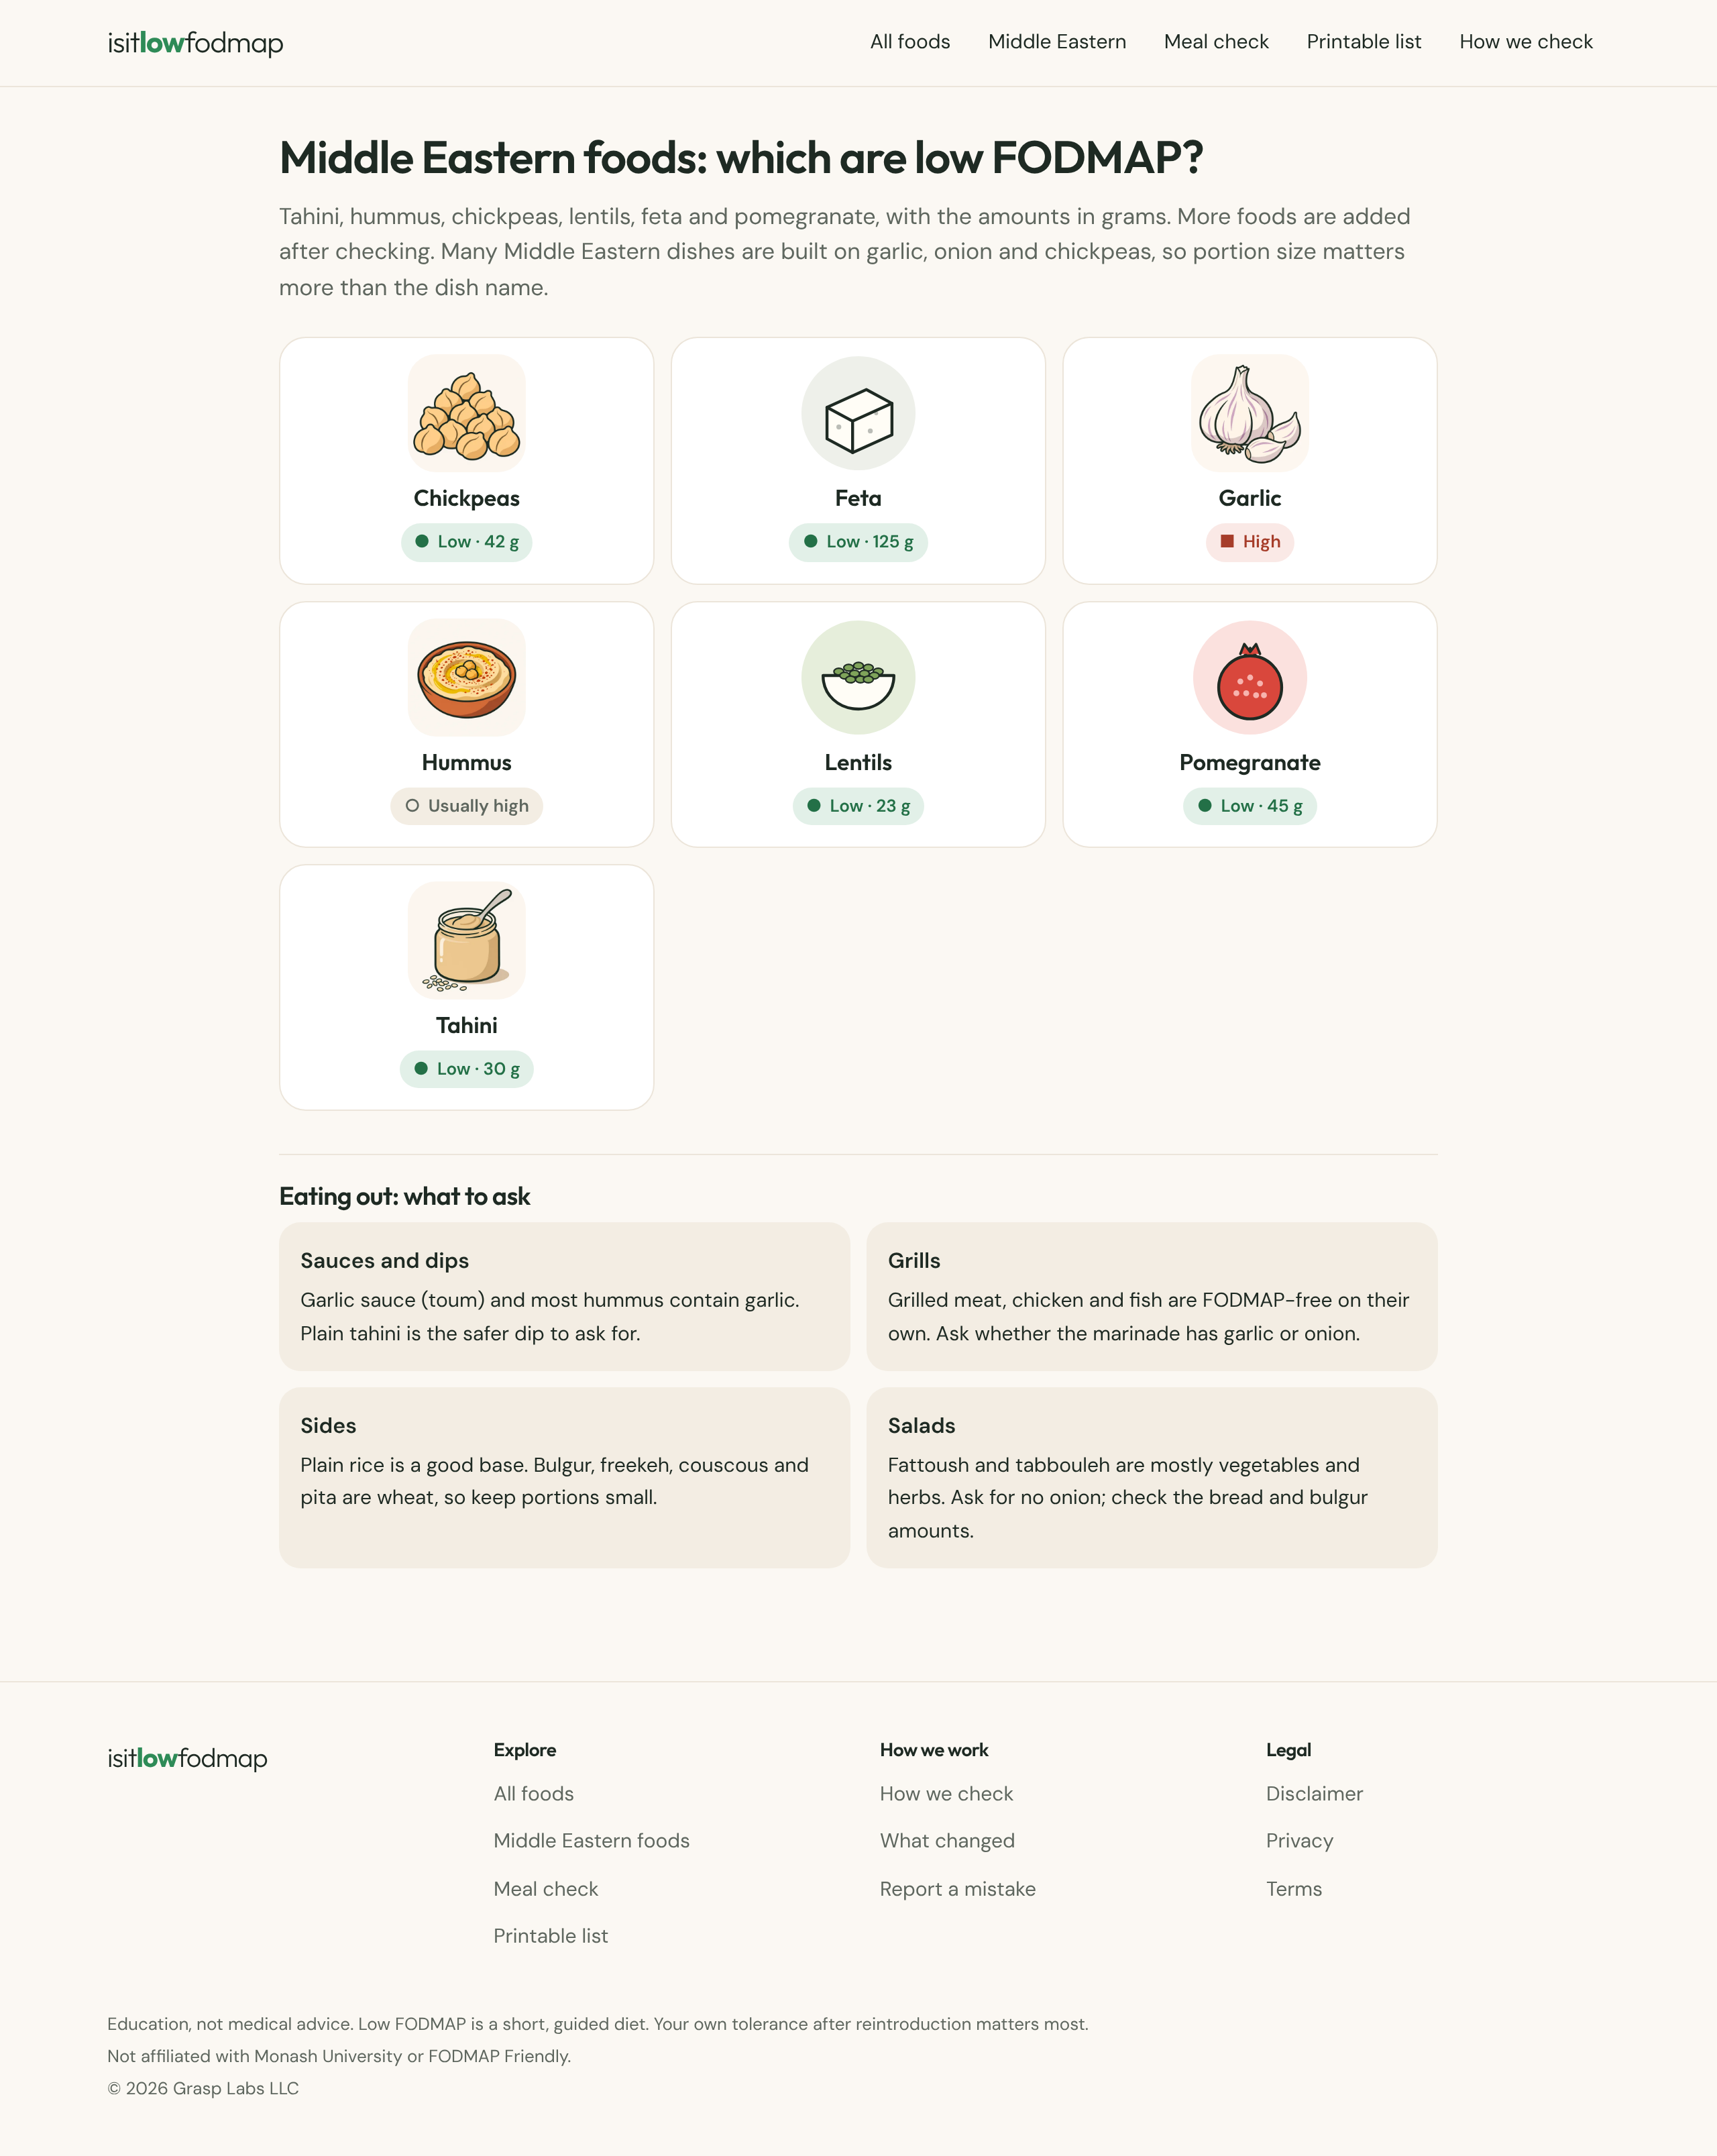 isitlowfodmap
All foods Middle Eastern Meal check Printable list How we check
Middle Eastern foods: which are low FODMAP?
Tahini, hummus, chickpeas, lentils, feta and pomegranate, with the amounts in grams. More foods are added
after checking. Many Middle Eastern dishes are built on garlic, onion and chickpeas, so portion size matters
more than the dish name.
Chickpeas
Low · 42 g
Feta
Low · 125 g
Garlic
High
Hummus
Usually high
Lentils
Low · 23 g
Pomegranate
Low · 45 g
Tahini
Low · 30 g
Eating out: what to ask
Sauces and dips
Garlic sauce (toum) and most hummus contain garlic.
Plain tahini is the safer dip to ask for.
Grills
Grilled meat, chicken and fish are FODMAP-free on their
own. Ask whether the marinade has garlic or onion.
Sides
Plain rice is a good base. Bulgur, freekeh, couscous and
pita are wheat, so keep portions small.
Salads
Fattoush and tabbouleh are mostly vegetables and
herbs. Ask for no onion; check the bread and bulgur
amounts.
isitlowfodmap
Explore
All foods
Middle Eastern foods
Meal check
Printable list
How we work
How we check
What changed
Report a mistake
Legal
Disclaimer
Privacy
Terms
Education, not medical advice. Low FODMAP is a short, guided diet. Your own tolerance after reintroduction matters most.
Not affiliated with Monash University or FODMAP Friendly.
© 2026 Grasp Labs LLC